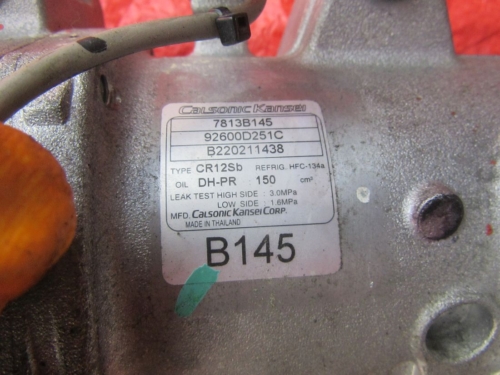 CALSONIC KANSEI
7813B145
92600D251C
B220211438
TYPE CR12Sb REFRIG. HFC-134a
OIL DH-PR 150 cm³
LEAK TEST HIGH SIDE : 3.0MPa
LOW SIDE : 1.6MPa
MFD. CALSONIC KANSEI CORP.
MADE IN THAILAND
B145
>PVC<